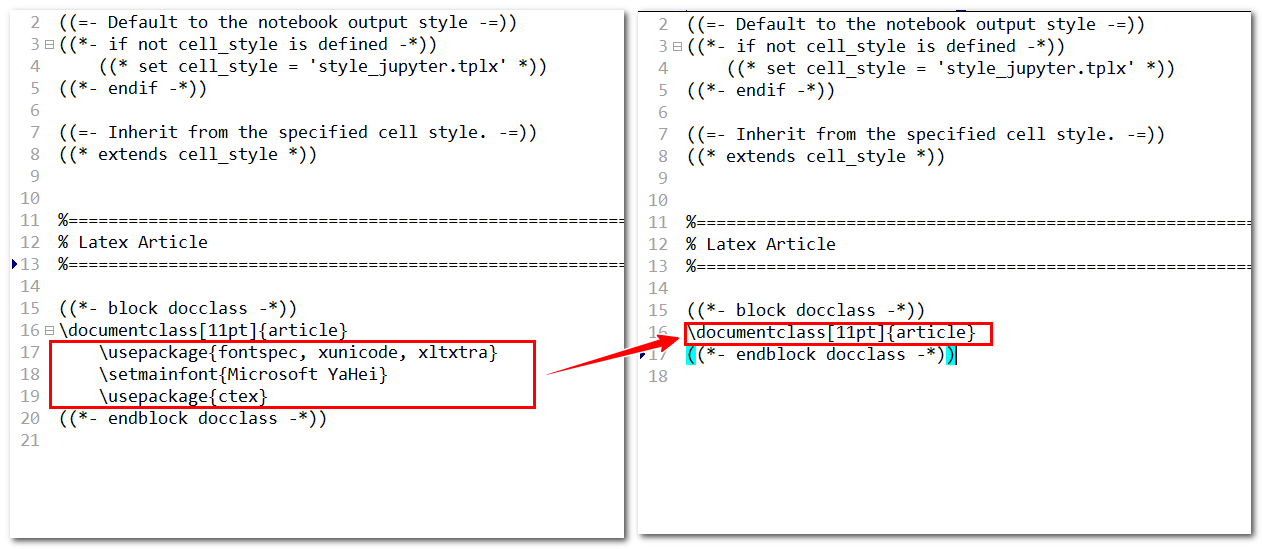 2 ((=- Default to the notebook output style -=))
3 ((*- if not cell_style is defined -*))
4     ((* set cell_style = 'style_jupyter.tplx' *))
5 ((*- endif -*))
6
7 ((=- Inherit from the specified cell style. -=))
8 ((* extends cell_style *))
9
10
11 %=======================================================
12 % Latex Article
13 %=======================================================
14
15 ((*- block docclass -*))
16 \documentclass[11pt]{article}
17     \usepackage{fontspec, xunicode, xltxtra}
18     \setmainfont{Microsoft YaHei}
19     \usepackage{ctex}
20 ((*- endblock docclass -*))
21
2 ((=- Default to the notebook output style -=))
3 ((*- if not cell_style is defined -*))
4     ((* set cell_style = 'style_jupyter.tplx' *))
5 ((*- endif -*))
6
7 ((=- Inherit from the specified cell style. -=))
8 ((* extends cell_style *))
9
10
11 %=======================================================
12 % Latex Article
13 %=======================================================
14
15 ((*- block docclass -*))
16 \documentclass[11pt]{article}
17 ((*- endblock docclass -*))
18